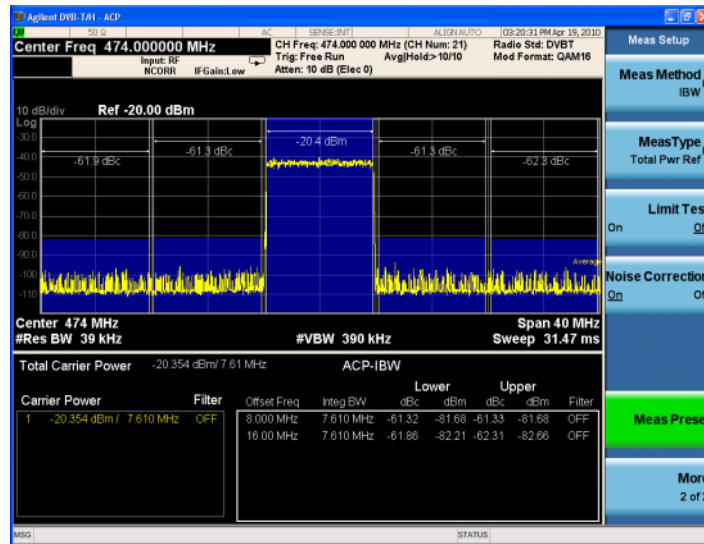 Agilent DVB-T/H - ACP
50 Ω AC SENSE:INT ALIGNAUTO 03:20:31 PM Apr 19, 2010
Center Freq 474.000000 MHz
CH Freq: 474.000 000 MHz (CH Num: 21)
Radio Std: DVBT
Input: RF
Trig: Free Run
Avg|Hold:>10/10
Mod Format: QAM16
NCORR
IFGain:Low
Atten: 10 dB (Elec 0)
10 dB/div
Ref -20.00 dBm
Log
-30.0
-40.0
-50.0
-60.0
-70.0
-80.0
-90.0
-100
-110
-61.9 dBc
-61.3 dBc
-20.4 dBm
-61.3 dBc
-62.3 dBc
Average
Center 474 MHz
Span 40 MHz
#Res BW 39 kHz
#VBW 390 kHz
Sweep 31.47 ms
Total Carrier Power -20.354 dBm/ 7.61 MHz
ACP-IBW
Lower Upper
Carrier Power Filter
Offset Freq Integ BW dBc dBm dBc dBm Filter
1 -20.354 dBm / 7.610 MHz OFF
8.000 MHz 7.610 MHz -61.32 -81.68 -61.33 -81.68 OFF
16.00 MHz 7.610 MHz -61.86 -82.21 -62.31 -82.66 OFF
MSG
STATUS
Meas Setup
Meas Method
IBW
MeasType
Total Pwr Ref
Limit Tes
On Of
Noise Correction
On Of
Meas Prese
More
2 of